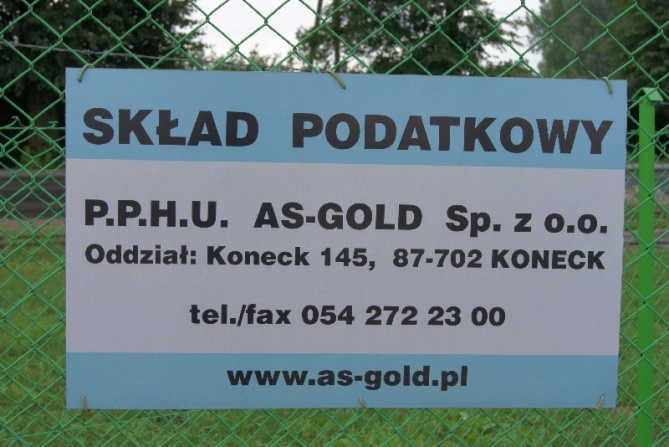 SKŁAD PODATKOWY
P.P.H.U. AS-GOLD Sp. z o.o.
Oddział: Koneck 145, 87-702 KONECK
tel./fax 054 272 23 00
www.as-gold.pl